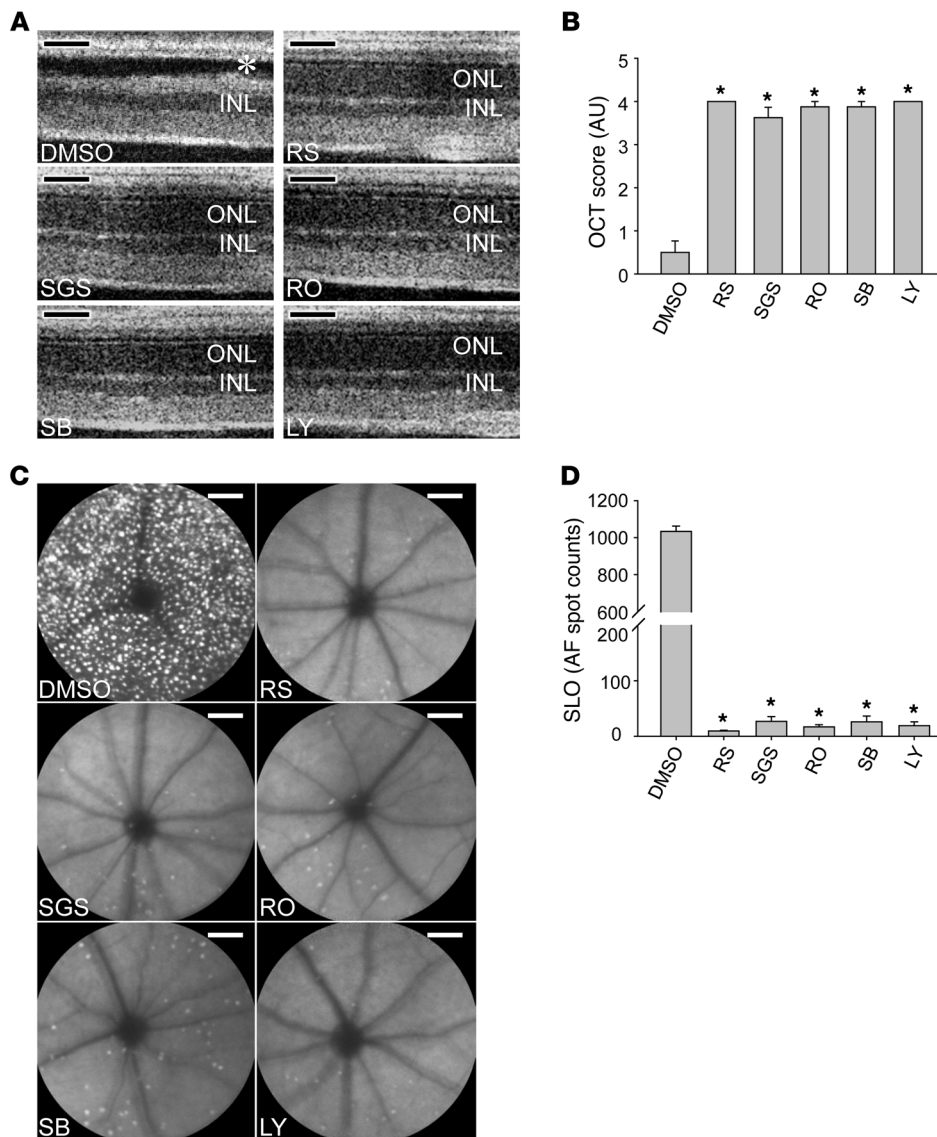 A
*
INL
DMSO
ONL
INL
RS
ONL
INL
SGS
ONL
INL
RO
ONL
INL
SB
ONL
INL
LY
B
OCT score (AU)
5
4
3
2
1
0
* * * * *
DMSO RS SGS RO SB LY
C
DMSO
RS
SGS
RO
SB
LY
D
SLO (AF spot counts)
1200
1000
800
600
200
100
0
* * * * *
DMSO RS SGS RO SB LY